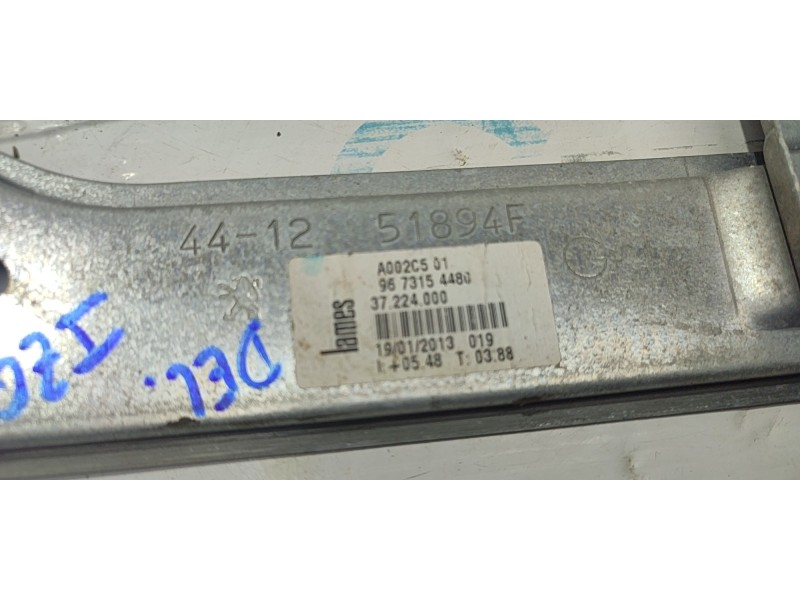 44-12 51894F
A002C5 01
96 7315 4480
37.224.000
lames
19/01/2013 019
I: +05.48 T: 03.88
DEL.
IZQ